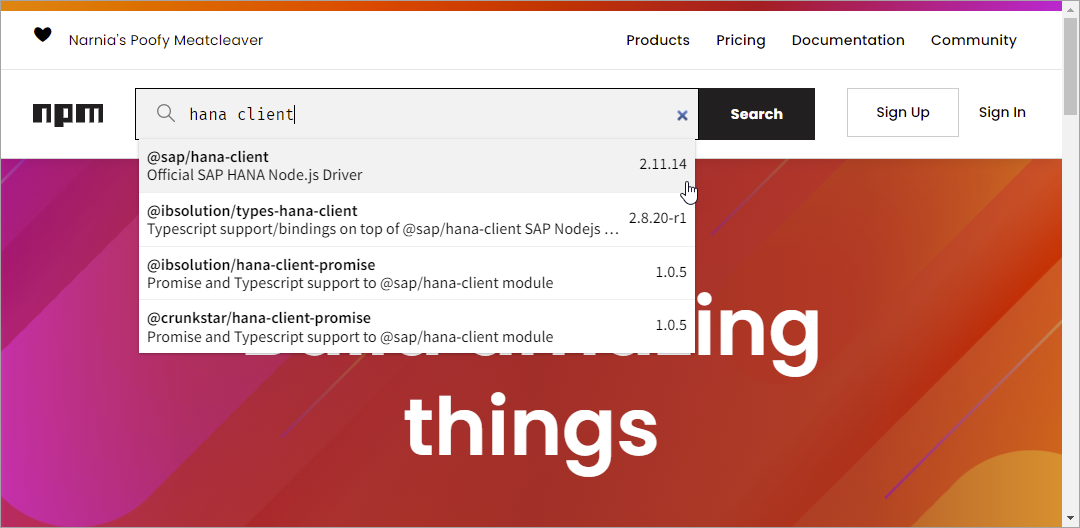 Narnia's Poofy Meatcleaver
Products Pricing Documentation Community
npm
hana client
Search
Sign Up
Sign In
@sap/hana-client
Official SAP HANA Node.js Driver
2.11.14
@ibsolution/types-hana-client
Typescript support/bindings on top of @sap/hana-client SAP Nodejs …
2.8.20-r1
@ibsolution/hana-client-promise
Promise and Typescript support to @sap/hana-client module
1.0.5
@crunkstar/hana-client-promise
Promise and Typescript support to @sap/hana-client module
1.0.5
Build amazing
things